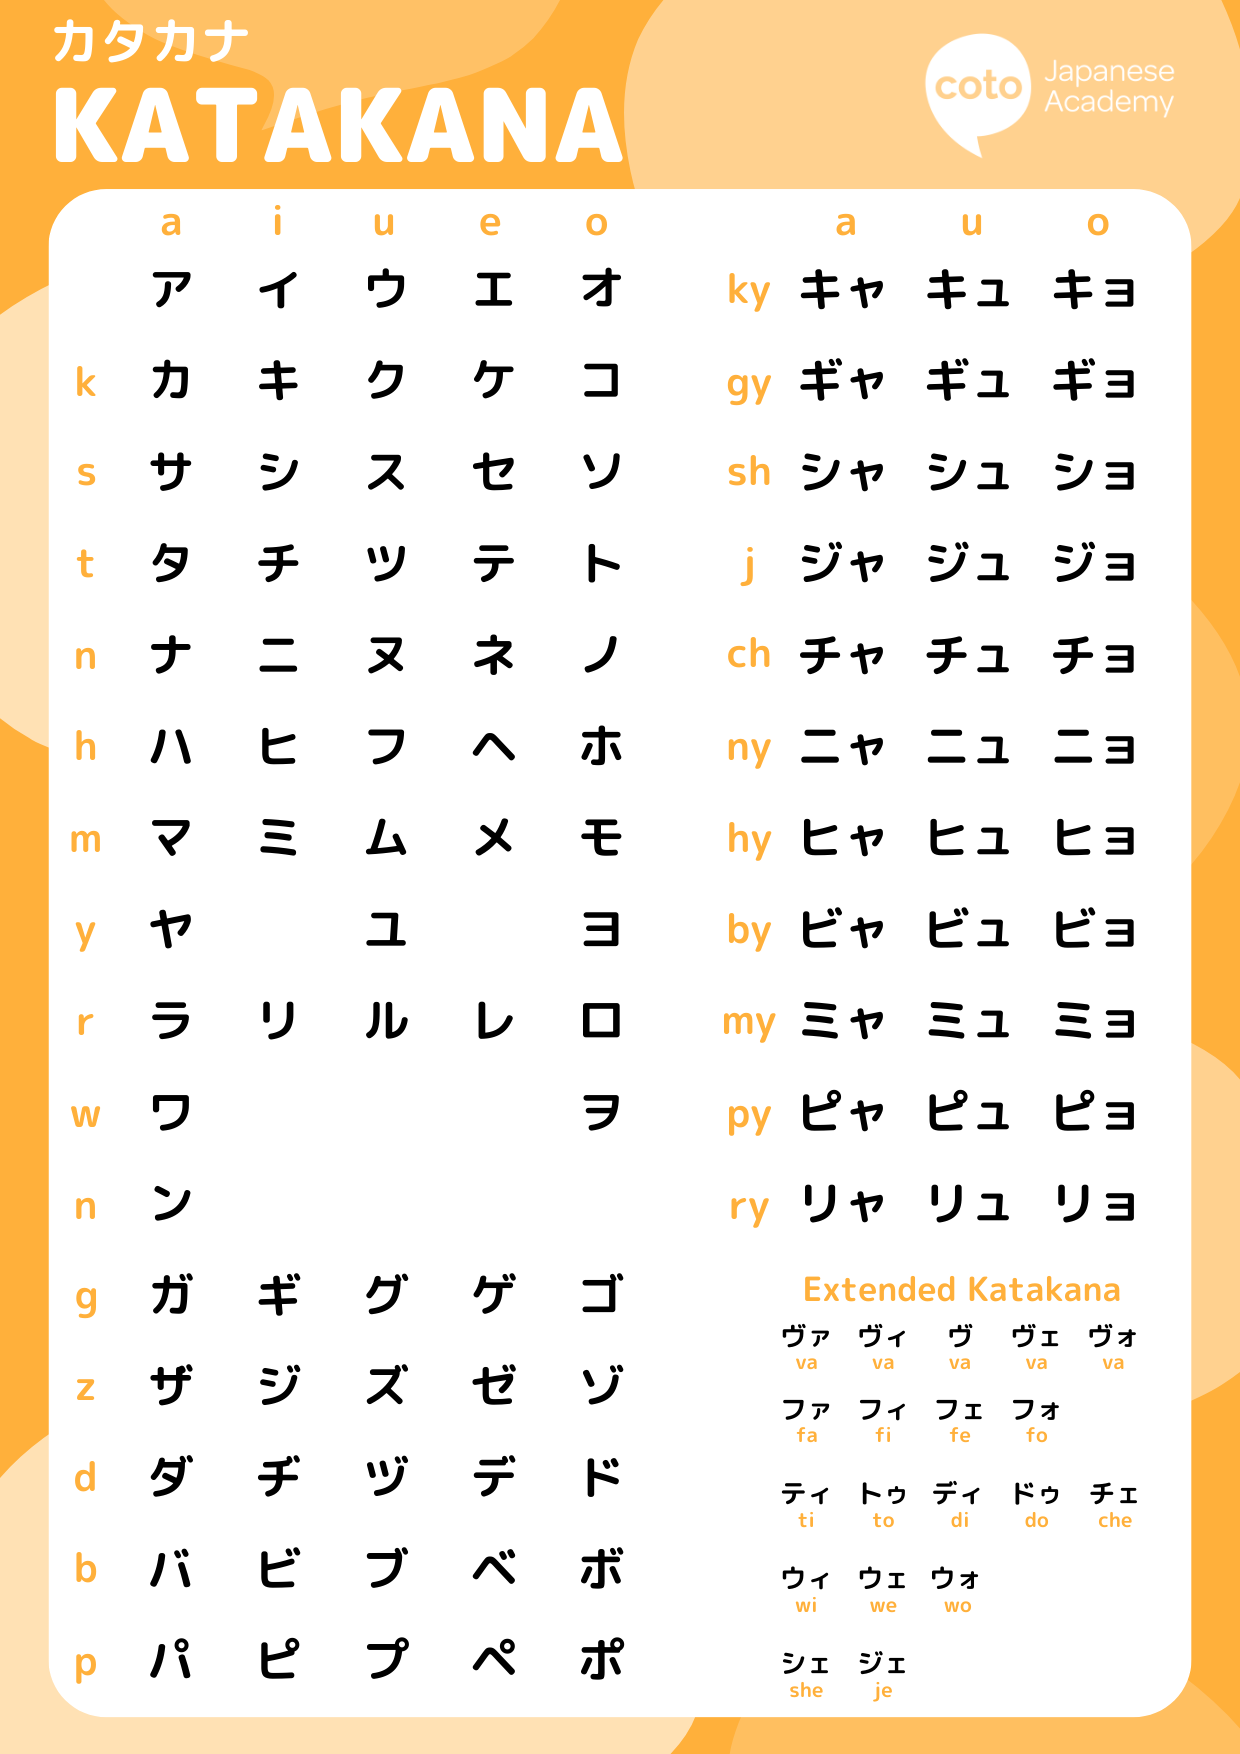 カタカナ
KATAKANA
coto Japanese
Academy
a i u e o
ア イ ウ エ オ
k カ キ ク ケ コ
s サ シ ス セ ソ
t タ チ ツ テ ト
n ナ ニ ヌ ネ ノ
h ハ ヒ フ ヘ ホ
m マ ミ ム メ モ
y ヤ ユ ヨ
r ラ リ ル レ ロ
w ワ ヲ
n ン
g ガ ギ グ ゲ ゴ
z ザ ジ ズ ゼ ゾ
d ダ ヂ ヅ デ ド
b バ ビ ブ ベ ボ
p パ ピ プ ペ ポ
a u o
ky キャ キュ キョ
gy ギャ ギュ ギョ
sh シャ シュ ショ
j ジャ ジュ ジョ
ch チャ チュ チョ
ny ニャ ニュ ニョ
hy ヒャ ヒュ ヒョ
by ビャ ビュ ビョ
my ミャ ミュ ミョ
py ピャ ピュ ピョ
ry リャ リュ リョ
Extended Katakana
ヴァ ヴィ ヴ ヴェ ヴォ
va va va va va
ファ フィ フェ フォ
fa fi fe fo
ティ トゥ ディ ドゥ チェ
ti to di do che
ウィ ウェ ウォ
wi we wo
シェ ジェ
she je